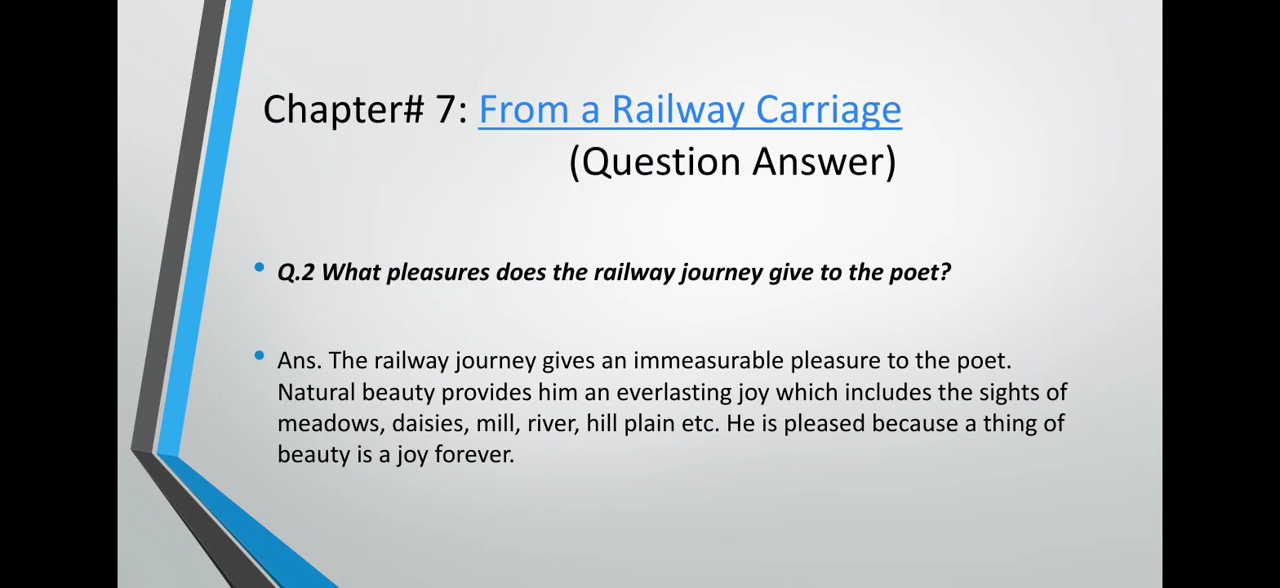 Chapter# 7: From a Railway Carriage
(Question Answer)
• Q.2 What pleasures does the railway journey give to the poet?
• Ans. The railway journey gives an immeasurable pleasure to the poet.
Natural beauty provides him an everlasting joy which includes the sights of
meadows, daisies, mill, river, hill plain etc. He is pleased because a thing of
beauty is a joy forever.